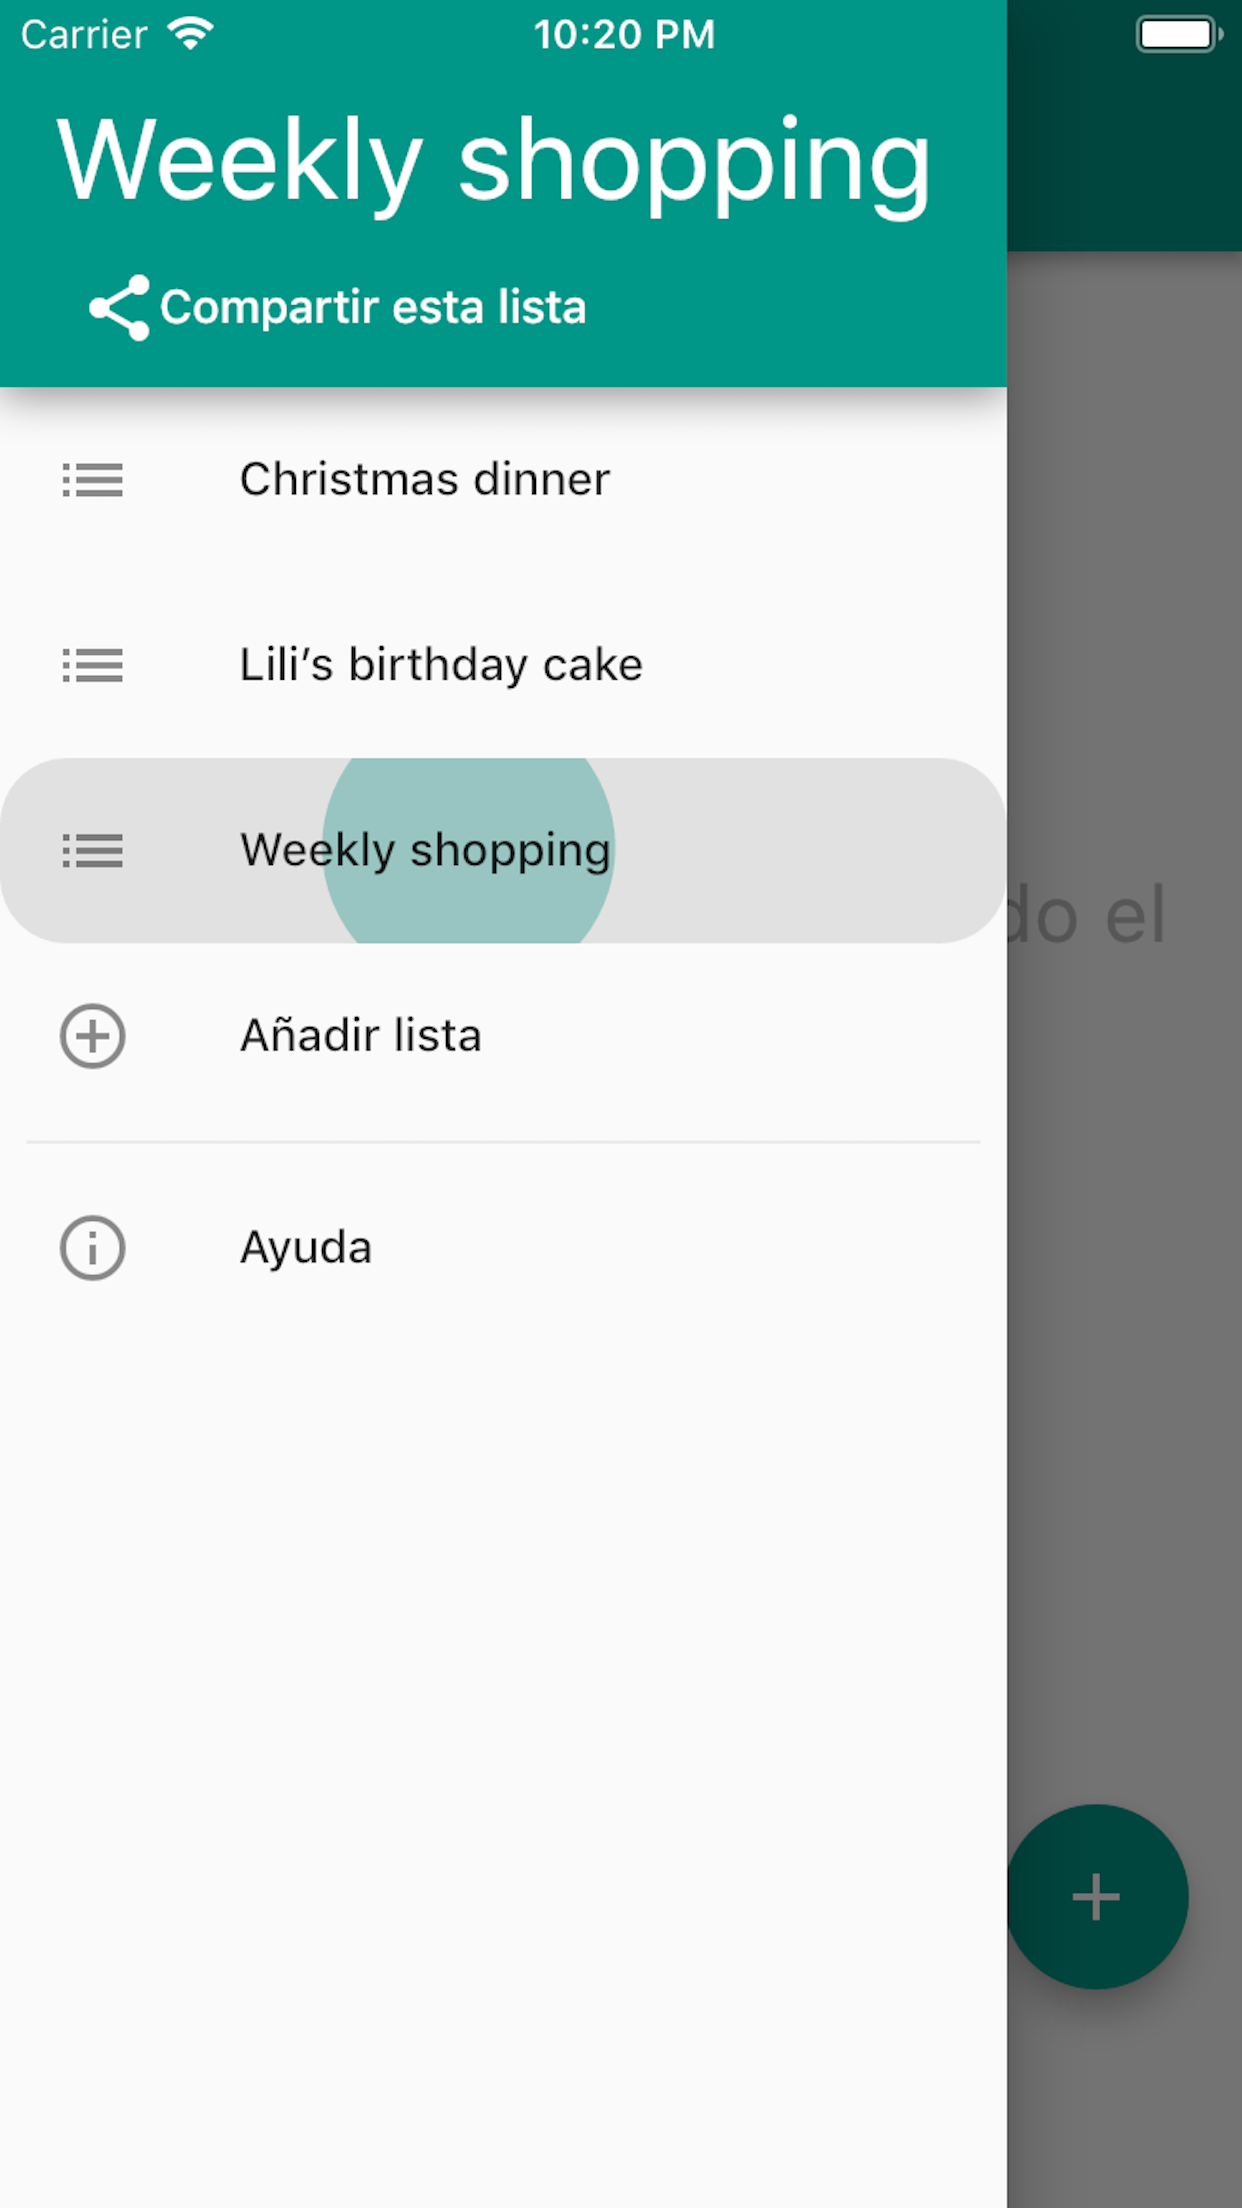 Carrier 10:20 PM
Weekly shopping
Compartir esta lista
Christmas dinner
Lili’s birthday cake
Weekly shopping
do el
Añadir lista
Ayuda